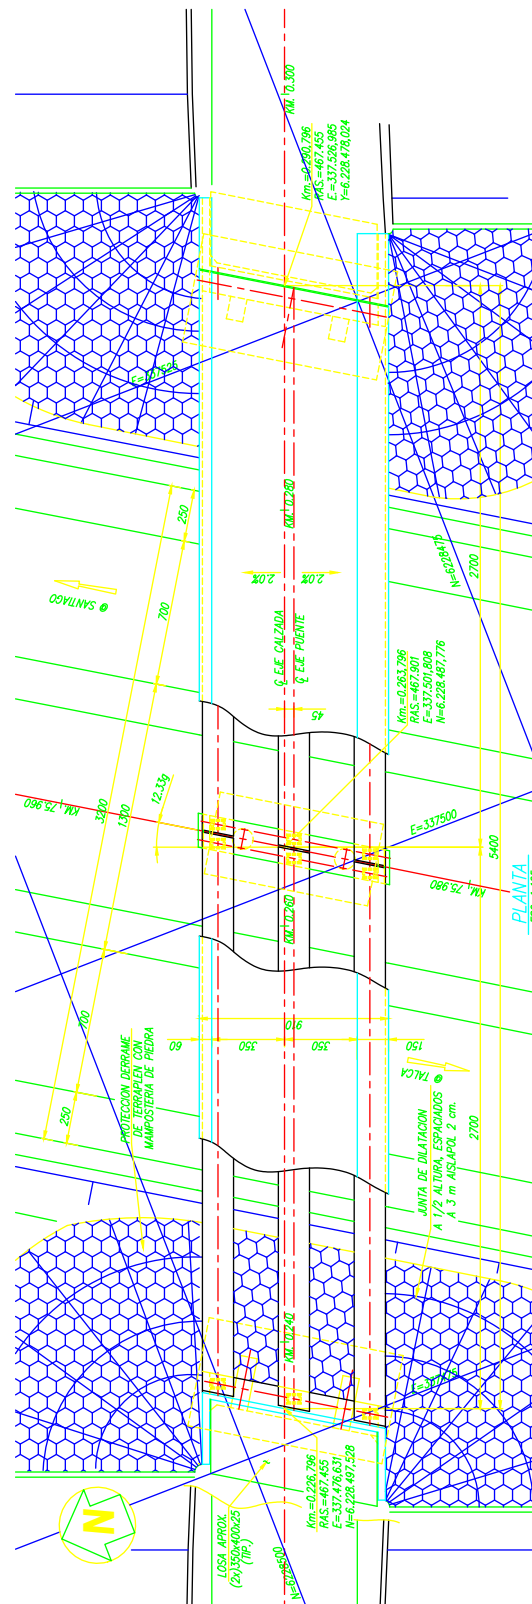 KM. 0.300
Km.=0.290,796
RAS.=467.455
E.=337.526,985
Y=6.228.478,024
E=337525
250
700
1300
3200
700
250
@ SANTIAGO
KM. 0.280
2.0%
2.0%
N=6228475
2700
5400
2700
₵ EJE CALZADA
₵ EJE PUENTE
45
Km.=0.263,796
RAS.=467.901
E=337.501,808
N=6.228.487,776
12.33g
KM. 75.960
E=337500
KM. 75.960
KM. 0.260
PLANTA
910
60
350
350
150
@ TALCA
PROTECCION DERRAME
DE TERRAPLEN CON
MAMPOSTERIA DE PIEDRA
JUNTA DE DILATACION
A 1/2 ALTURA, ESPACIADOS
A 3 m AISLAPOL 2 cm.
KM. 0.240
Km.=0.226,796
RAS.=467.455
E.=337.476,631
N=6.228.497,528
LOSA APROX.
(2x)350x400x25
(TIP.)
N=6228500
N